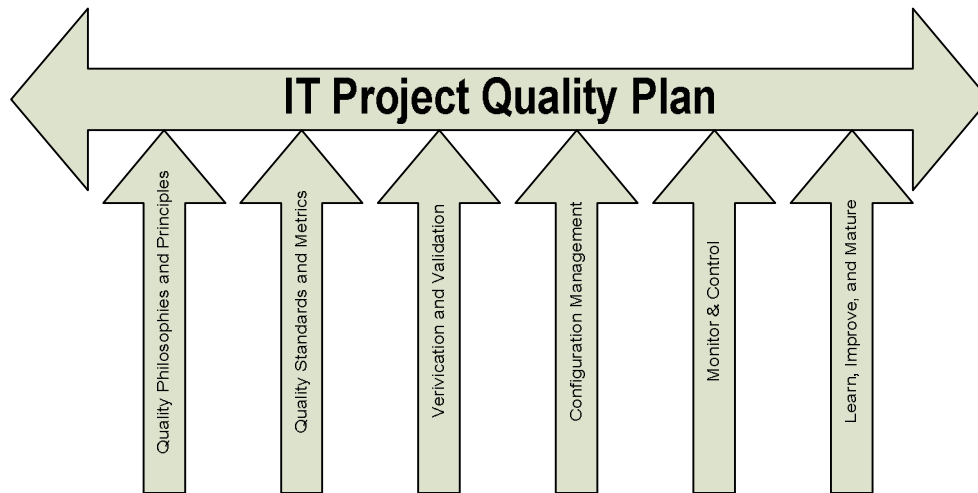 IT Project Quality Plan
Quality Philosophies and Principles
Quality Standards and Metrics
Verivication and Validation
Configuration Management
Monitor & Control
Learn, Improve, and Mature